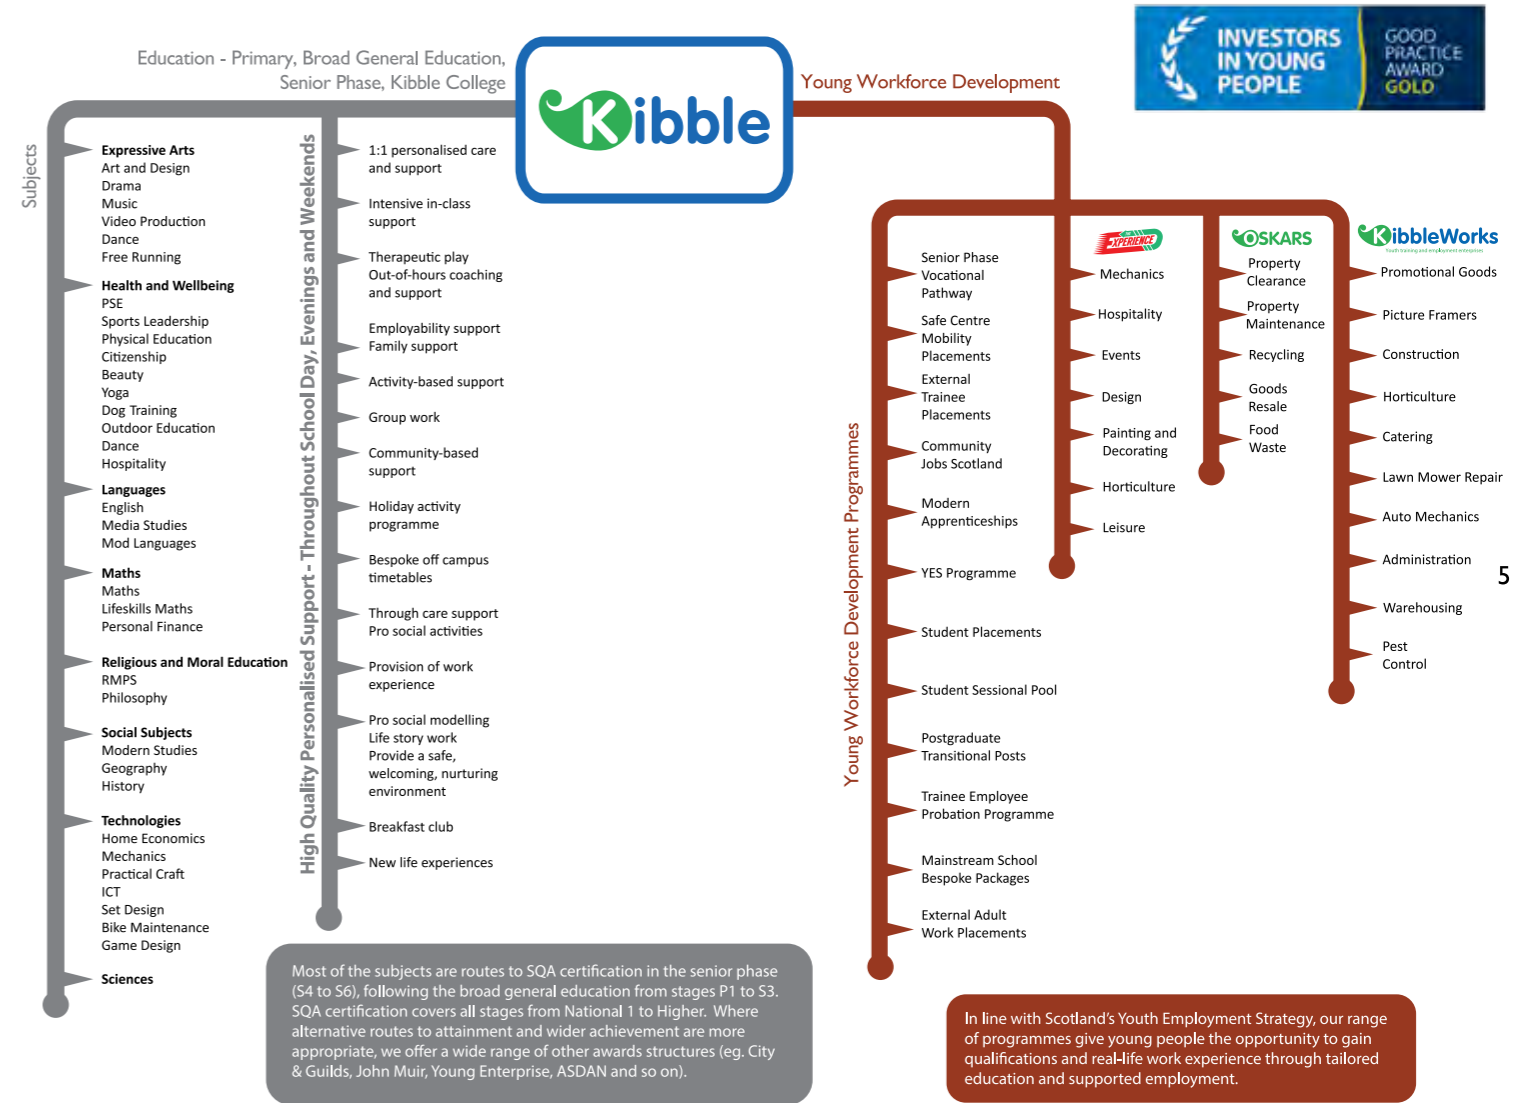 Education - Primary, Broad General Education,
Senior Phase, Kibble College
Kibble
Young Workforce Development
INVESTORS
IN YOUNG
PEOPLE
GOOD
PRACTICE
AWARD
GOLD
Subjects
Expressive Arts
Art and Design
Drama
Music
Video Production
Dance
Free Running
Health and Wellbeing
PSE
Sports Leadership
Physical Education
Citizenship
Beauty
Yoga
Dog Training
Outdoor Education
Dance
Hospitality
Languages
English
Media Studies
Mod Languages
Maths
Maths
Lifeskills Maths
Personal Finance
Religious and Moral Education
RMPS
Philosophy
Social Subjects
Modern Studies
Geography
History
Technologies
Home Economics
Mechanics
Practical Craft
ICT
Set Design
Bike Maintenance
Game Design
Sciences
High Quality Personalised Support - Throughout School Day, Evenings and Weekends
1:1 personalised care
and support
Intensive in-class
support
Therapeutic play
Out-of-hours coaching
and support
Employability support
Family support
Activity-based support
Group work
Community-based
support
Holiday activity
programme
Bespoke off campus
timetables
Through care support
Pro social activities
Provision of work
experience
Pro social modelling
Life story work
Provide a safe,
welcoming, nurturing
environment
Breakfast club
New life experiences
Most of the subjects are routes to SQA certification in the senior phase
(S4 to S6), following the broad general education from stages P1 to S3.
SQA certification covers all stages from National 1 to Higher. Where
alternative routes to attainment and wider achievement are more
appropriate, we offer a wide range of other awards structures (eg. City
& Guilds, John Muir, Young Enterprise, ASDAN and so on).
Young Workforce Development Programmes
Senior Phase
Vocational
Pathway
Safe Centre
Mobility
Placements
External
Trainee
Placements
Community
Jobs Scotland
Modern
Apprenticeships
YES Programme
Student Placements
Student Sessional Pool
Postgraduate
Transitional Posts
Trainee Employee
Probation Programme
Mainstream School
Bespoke Packages
External Adult
Work Placements
EXPERIENCE
Mechanics
Hospitality
Events
Design
Painting and
Decorating
Horticulture
Leisure
OSKARS
Property
Clearance
Property
Maintenance
Recycling
Goods
Resale
Food
Waste
KibbleWorks
Youth training and employment enterprises
Promotional Goods
Picture Framers
Construction
Horticulture
Catering
Lawn Mower Repair
Auto Mechanics
Administration
Warehousing
Pest
Control
5
In line with Scotland's Youth Employment Strategy, our range
of programmes give young people the opportunity to gain
qualifications and real-life work experience through tailored
education and supported employment.